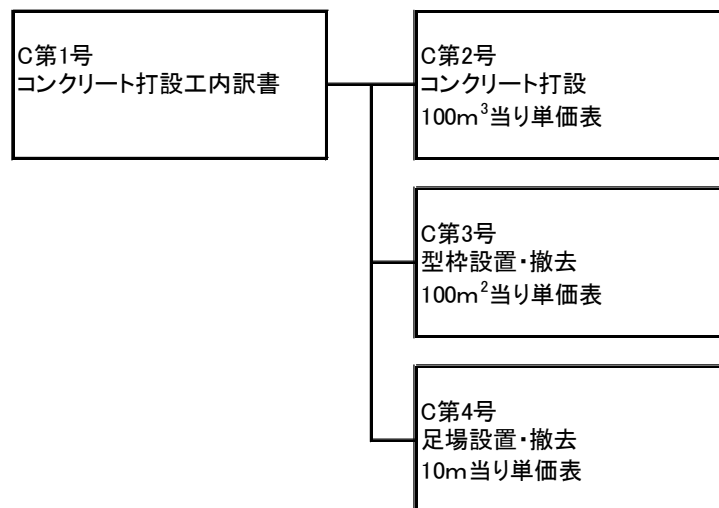 C第1号
コンクリート打設工内訳書
C第2号
コンクリート打設
100m³当り単価表
C第3号
型枠設置・撤去
100m²当り単価表
C第4号
足場設置・撤去
10m当り単価表